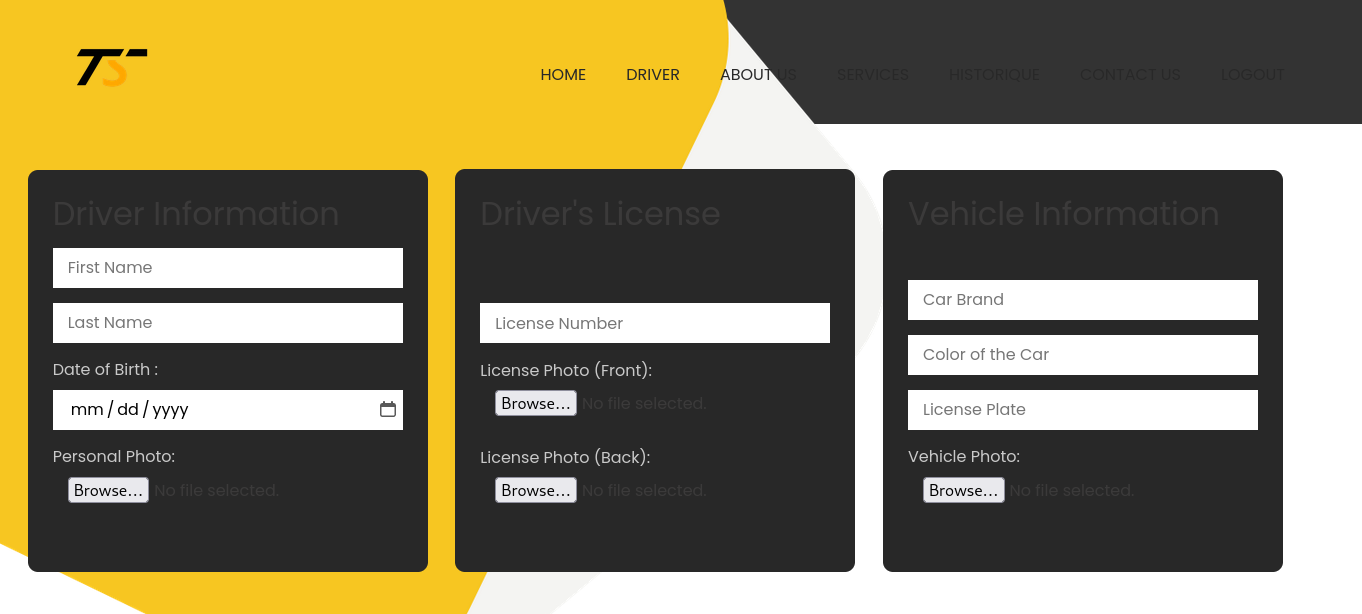 TS
HOME DRIVER ABOUT US SERVICES HISTORIQUE CONTACT US LOGOUT
Driver Information
First Name
Last Name
Date of Birth :
mm / dd / yyyy
Personal Photo:
Browse... No file selected.
Driver's License
License Number
License Photo (Front):
Browse... No file selected.
License Photo (Back):
Browse... No file selected.
Vehicle Information
Car Brand
Color of the Car
License Plate
Vehicle Photo:
Browse... No file selected.